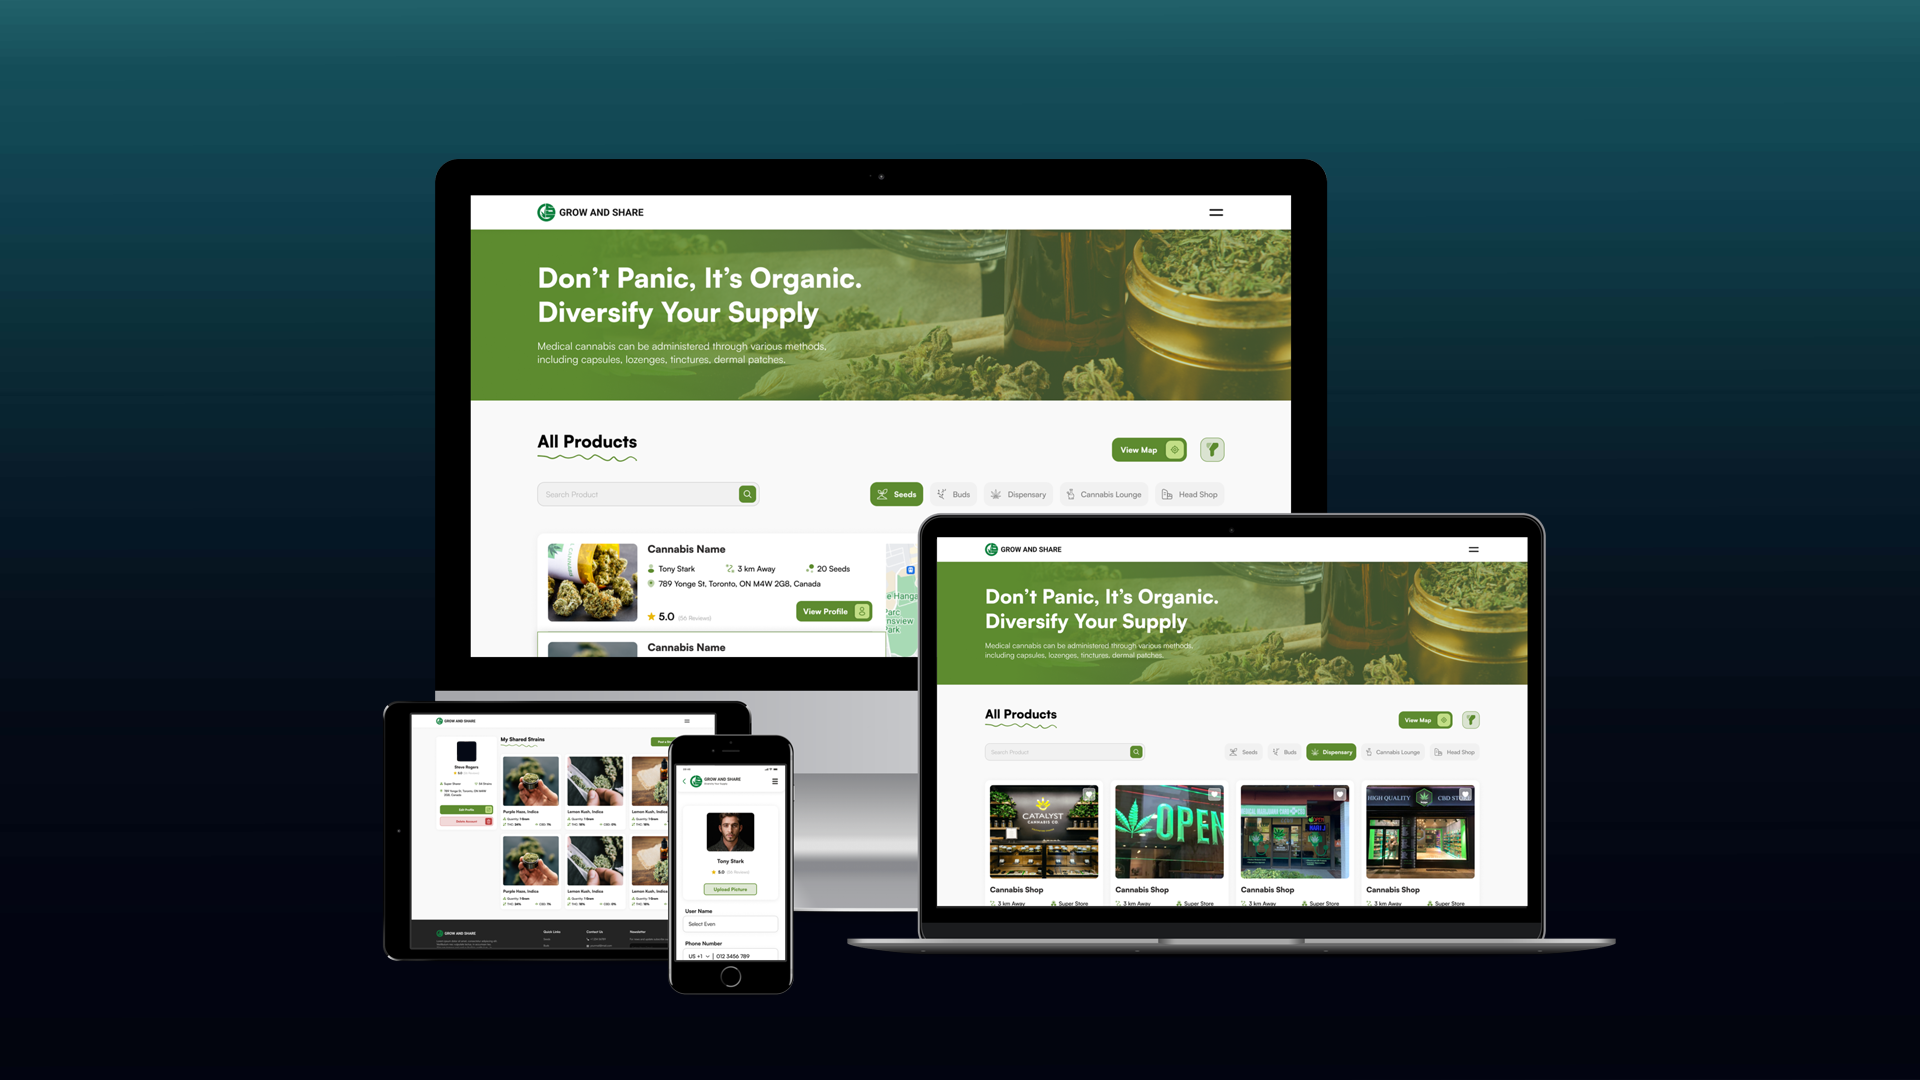 GROW AND SHARE
Don't Panic, It's Organic.
Diversify Your Supply
Medical cannabis can be administered through various methods,
including capsules, lozenges, tinctures, dermal patches.
All Products
View Map
Search Product
Seeds
Buds
Dispensary
Cannabis Lounge
Head Shop
Cannabis Name
Tony Stark
3 km Away
20 Seeds
789 Yonge St, Toronto, ON M4W 2G8, Canada
5.0 (56 Reviews)
View Profile
Cannabis Name
GROW AND SHARE
Don't Panic, It's Organic.
Diversify Your Supply
Medical cannabis can be administered through various methods,
including capsules, lozenges, tinctures, dermal patches.
All Products
View Map
Search Product
Seeds
Buds
Dispensary
Cannabis Lounge
Head Shop
CATALYST
CANNABIS CO
OPEN
HIGH QUALITY
Cannabis Shop
Cannabis Shop
Cannabis Shop
Cannabis Shop
3 km Away
Super Store
3 km Away
Super Store
3 km Away
Super Store
3 km Away
Super Store
GROW AND SHARE
My Shared Strains
Steve Rogers
Edit Profile
Delete Account
Purple Haze, Indica
Lemon Kush, Indica
Lemon Kush, Indica
Purple Haze, Indica
Lemon Kush, Indica
Lemon Kush, Indica
GROW AND SHARE
Quick Links
Contact Us
Newsletter
GROW AND SHARE
Tony Stark
5.0
Upload Picture
User Name
Select Even
Phone Number
US +1
012 3456 789